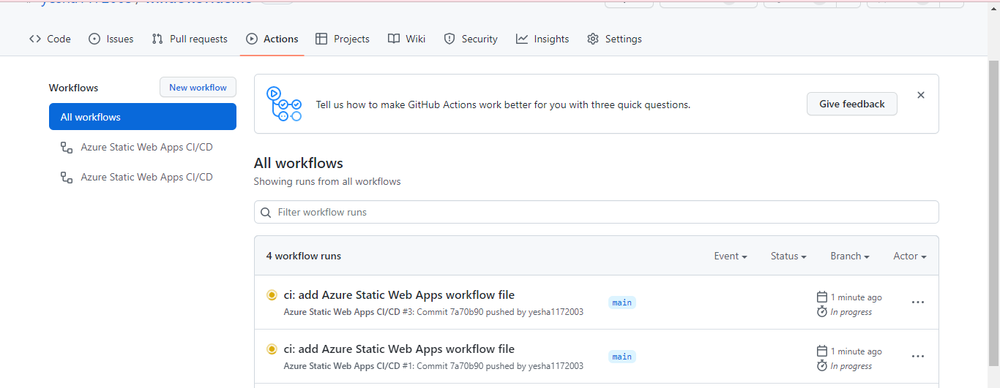 Code Issues Pull requests Actions Projects Wiki Security Insights Settings
Workflows
New workflow
All workflows
Azure Static Web Apps CI/CD
Azure Static Web Apps CI/CD
Tell us how to make GitHub Actions work better for you with three quick questions.
Give feedback
All workflows
Showing runs from all workflows
Filter workflow runs
4 workflow runs
Event Status Branch Actor
ci: add Azure Static Web Apps workflow file
Azure Static Web Apps CI/CD #3: Commit 7a70b90 pushed by yesha1172003
main
1 minute ago
In progress
ci: add Azure Static Web Apps workflow file
Azure Static Web Apps CI/CD #1: Commit 7a70b90 pushed by yesha1172003
main
1 minute ago
In progress